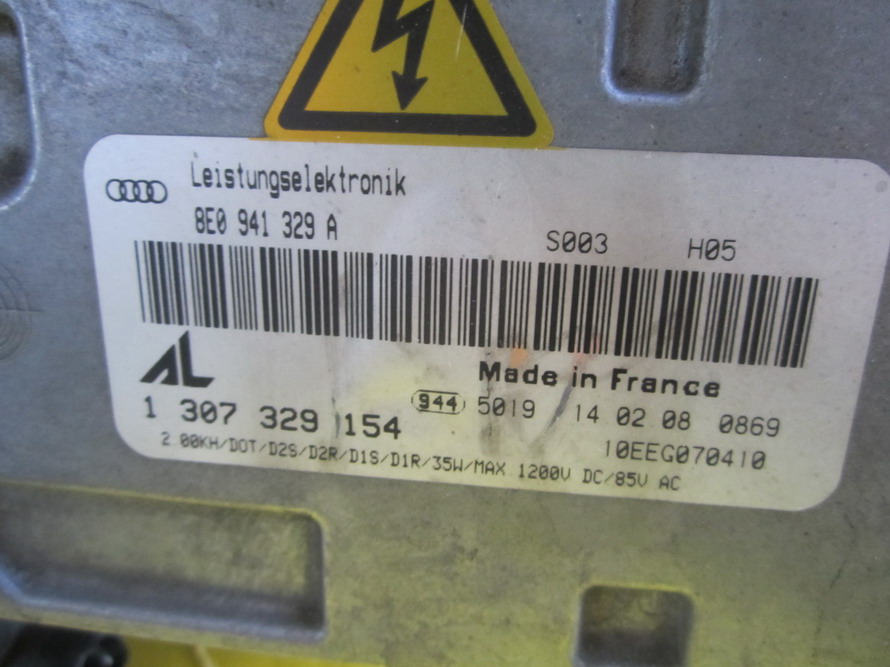 Leistungselektronik
8E0 941 329 A
S003 H05
AL
Made in France
1 307 329 154
944 5019 14 02 08 0869
10EEG070410
2.00KH/DOT/D2S/D2R/D1S/D1R/35W/MAX 1200V DC/85V AC